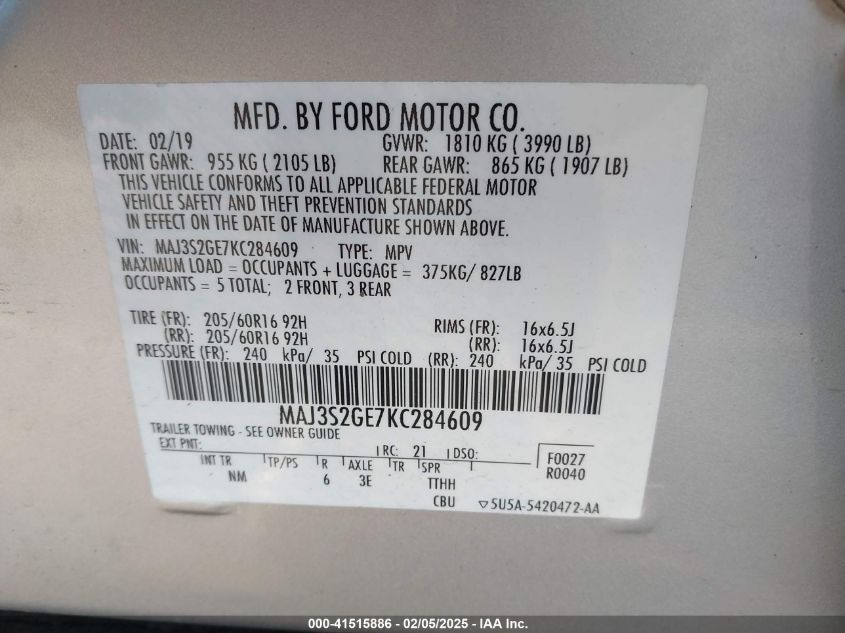 MFD. BY FORD MOTOR CO.
DATE: 02/19 GVWR: 1810 KG ( 3990 LB)
FRONT GAWR: 955 KG ( 2105 LB) REAR GAWR: 865 KG ( 1907 LB)
THIS VEHICLE CONFORMS TO ALL APPLICABLE FEDERAL MOTOR
VEHICLE SAFETY AND THEFT PREVENTION STANDARDS
IN EFFECT ON THE DATE OF MANUFACTURE SHOWN ABOVE.
VIN: MAJ3S2GE7KC284609 TYPE: MPV
MAXIMUM LOAD = OCCUPANTS + LUGGAGE = 375KG/ 827LB
OCCUPANTS = 5 TOTAL; 2 FRONT, 3 REAR
TIRE (FR): 205/60R16 92H RIMS (FR): 16x6.5J
(RR): 205/60R16 92H (RR): 16x6.5J
PRESSURE (FR): 240 kPa/ 35 PSI COLD (RR): 240 kPa/ 35 PSI COLD
MAJ3S2GE7KC284609
TRAILER TOWING - SEE OWNER GUIDE
EXT PNT: RC: 21 DSO: F0027
R0040
INT TR TP/PS R AXLE TR SPR
NM 6 3E TTHH
CBU ▽5U5A-5420472-AA
000-41515886 - 02/05/2025 - IAA Inc.